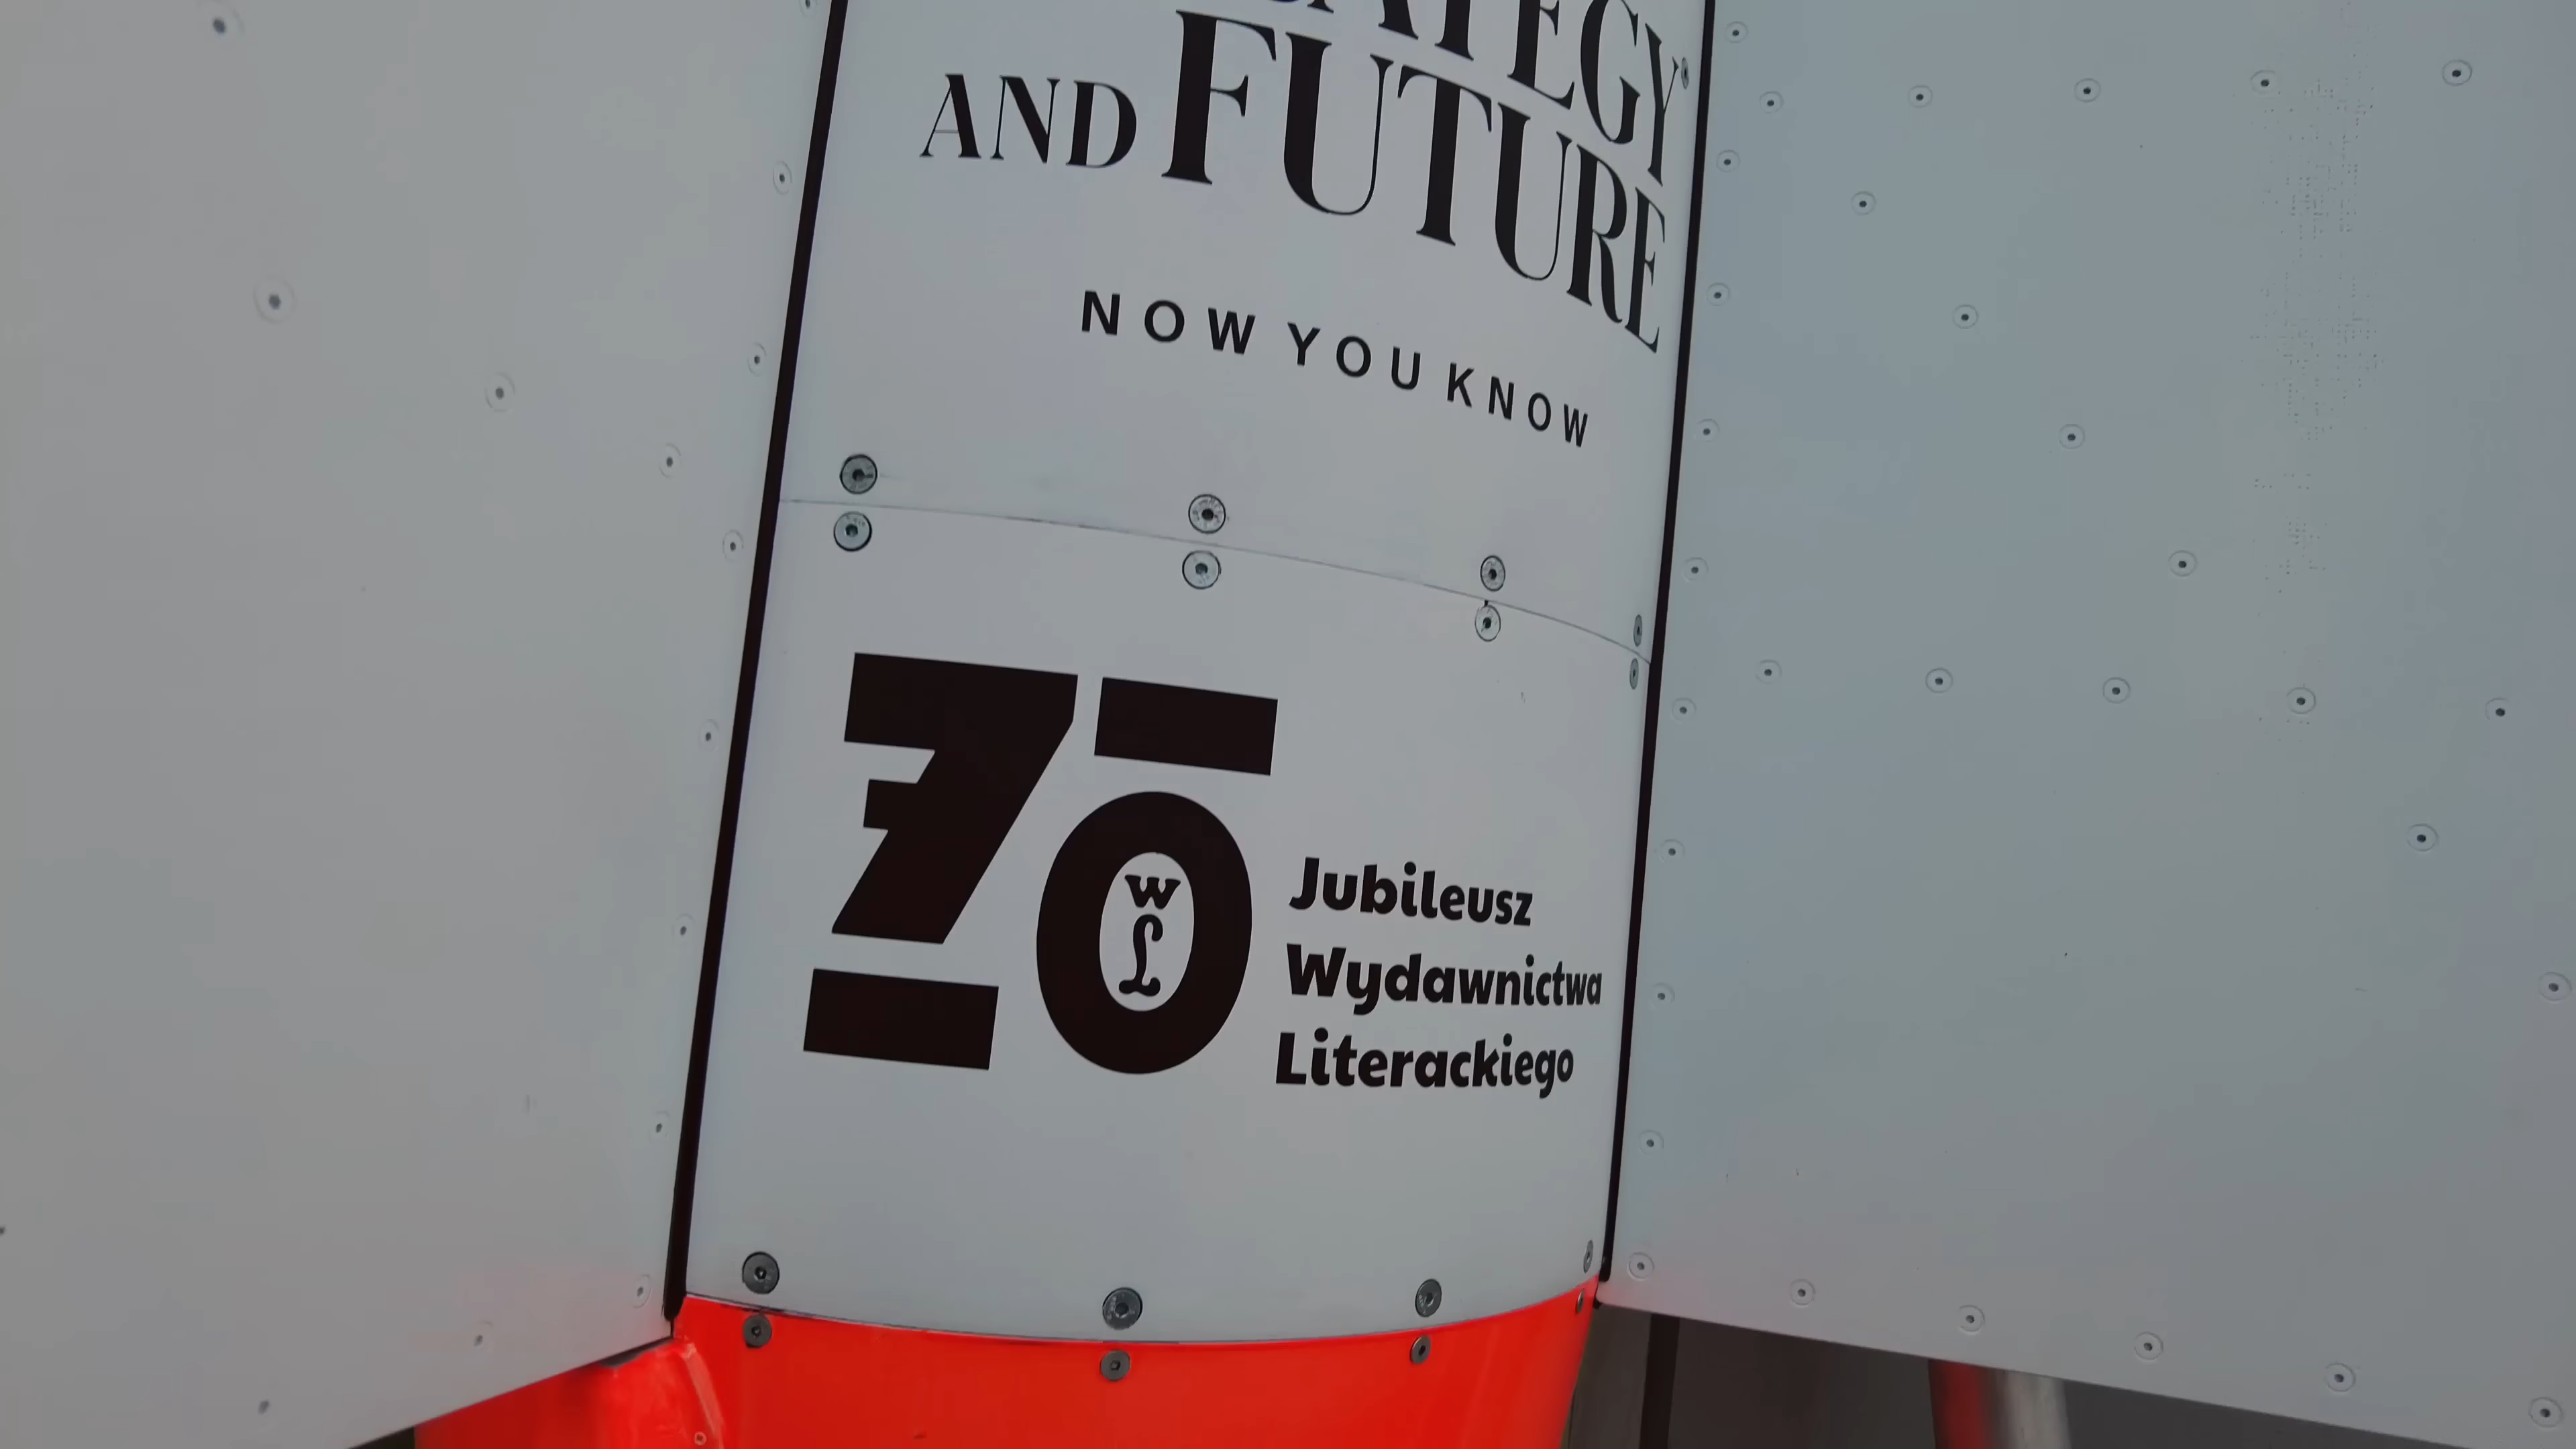 AND FUTURE
NOW YOU KNOW
70
W
Ł
Jubileusz
Wydawnictwa
Literackiego